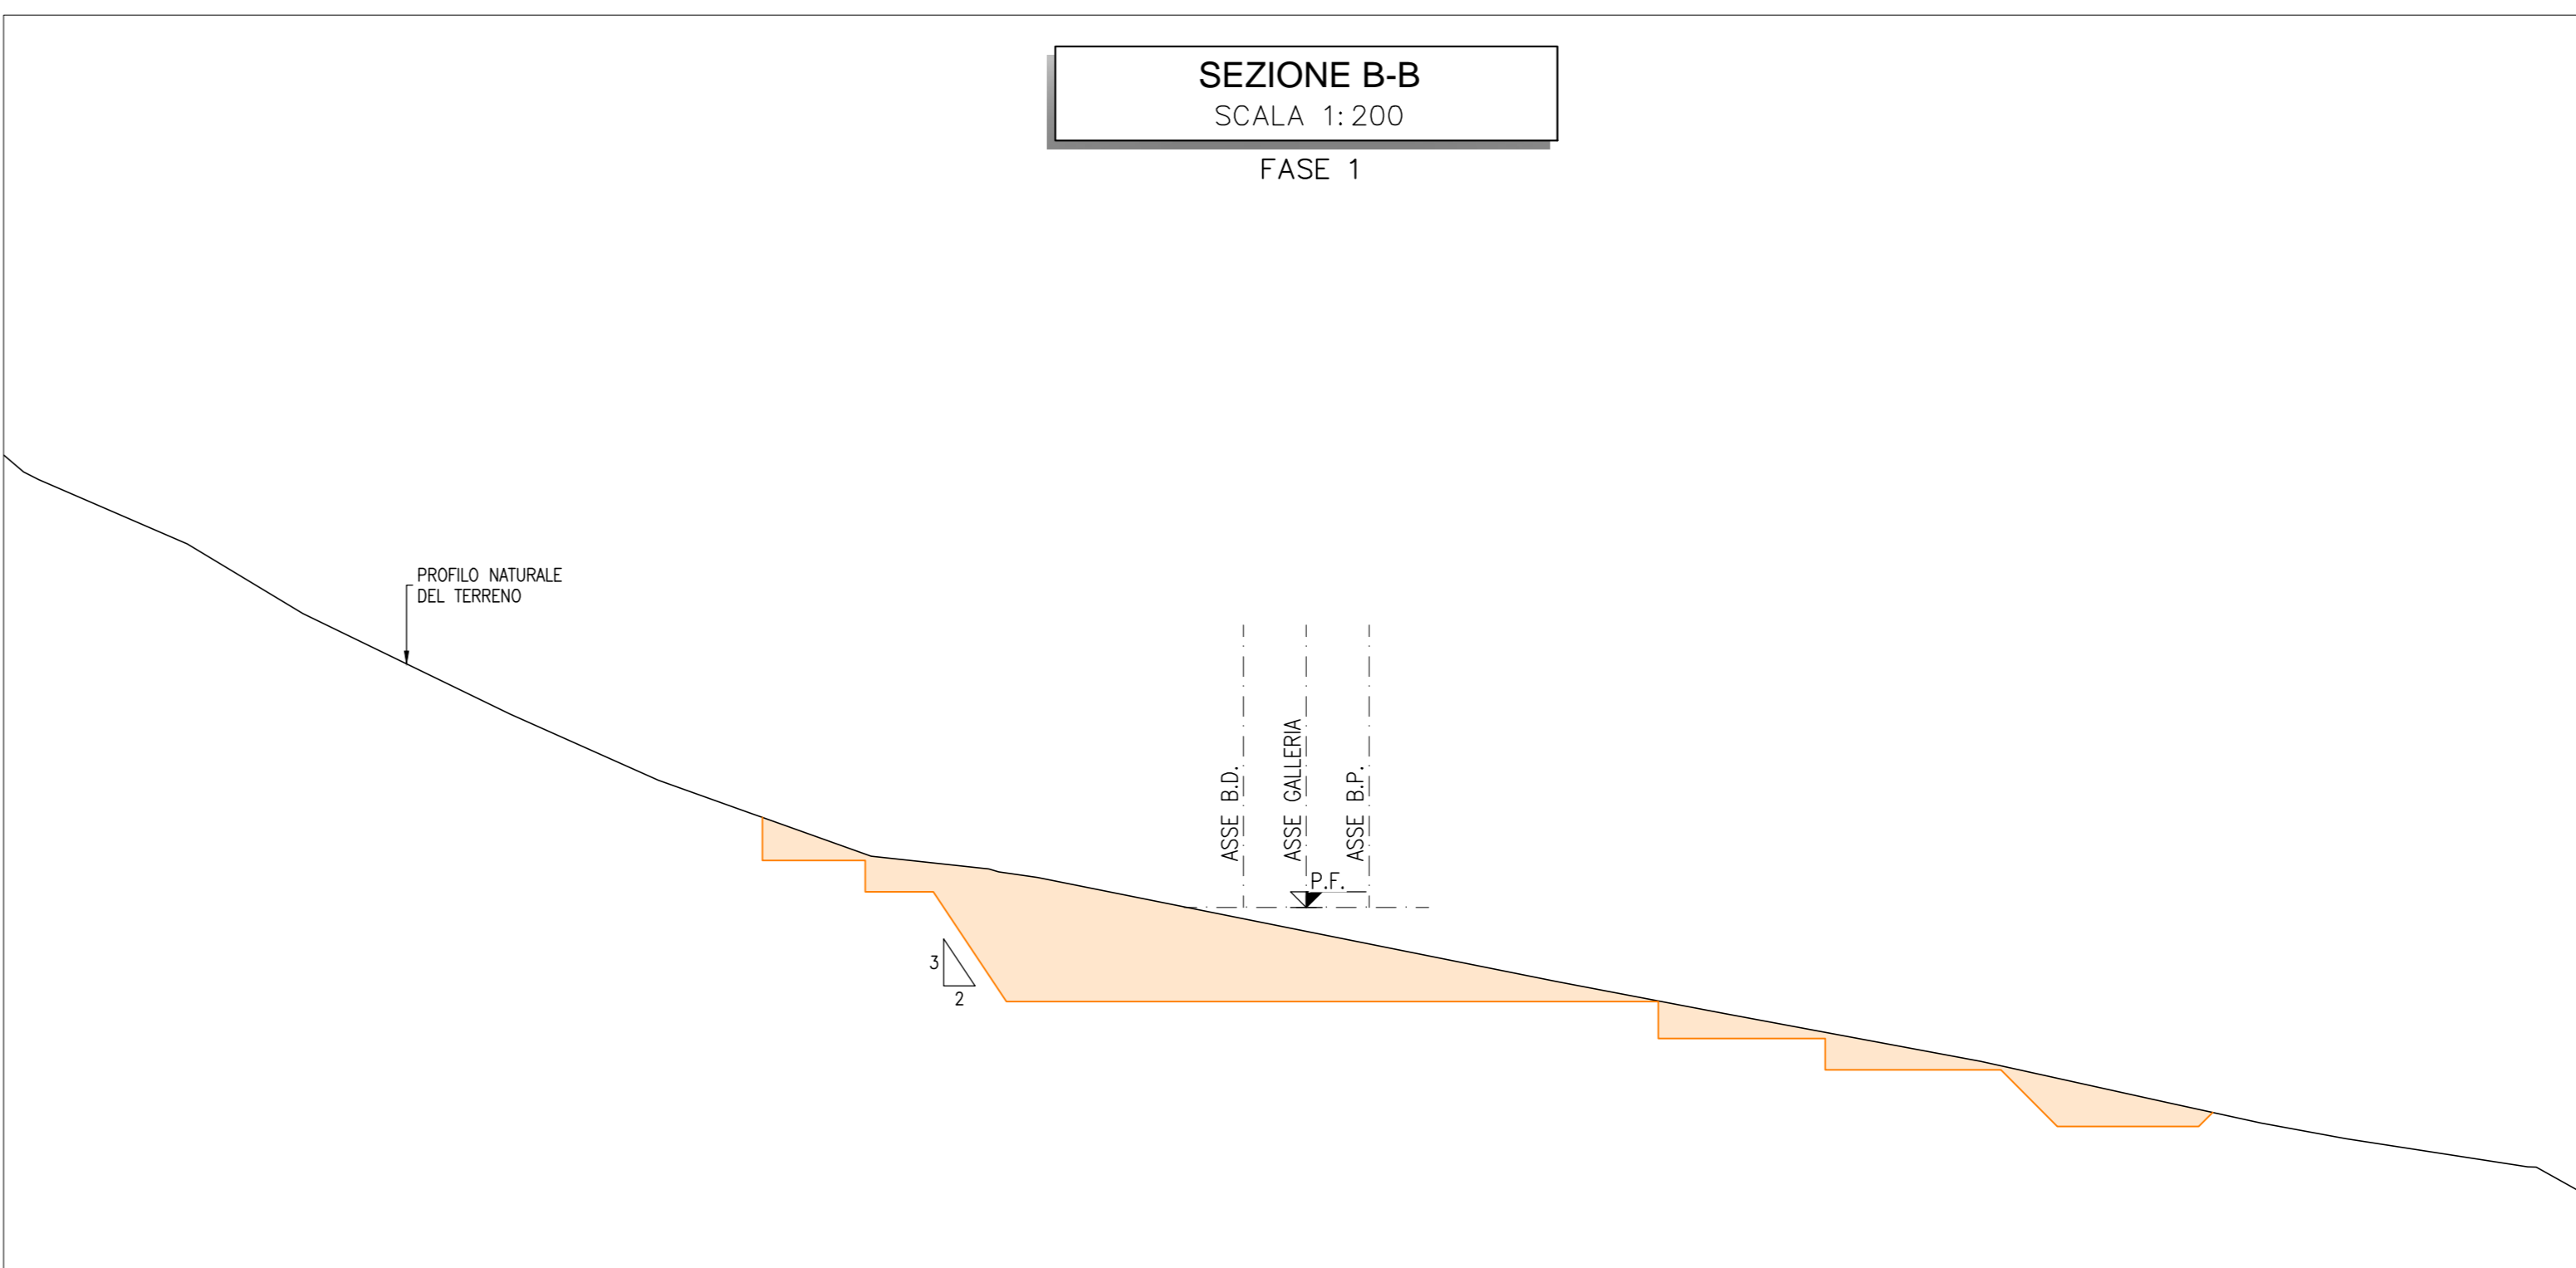 SEZIONE B-B
SCALA 1:200
FASE 1
PROFILO NATURALE
DEL TERRENO
ASSE B.D.
ASSE GALLERIA
ASSE B.P.
P.F.
3
2